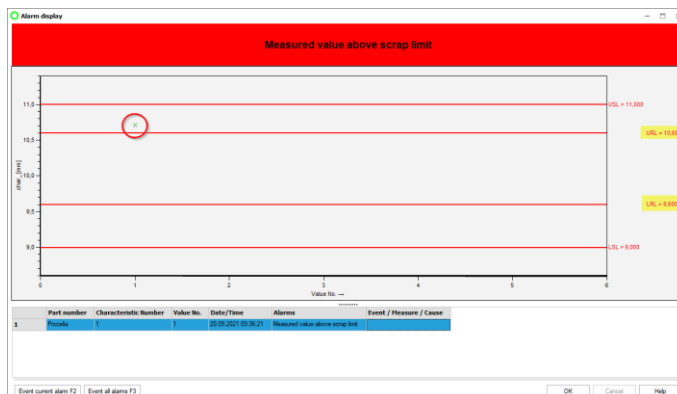 Alarm display
Measured value above scrap limit
11,0
10,5
10,0
9,5
9,0
char_ [mm]
USL = 11,000
URL = 10,60
LRL = 9,600
LSL = 9,000
0 1 2 3 4 5 6
Value No. →
Part number Characteristic Number Value No. Date/Time Alarms Event / Measure / Cause
1 Procella 1 1 20.09.2021 09:36:21 Measured value above scrap limit
Event current alarm F2 Event all alarms F3 OK Cancel Help